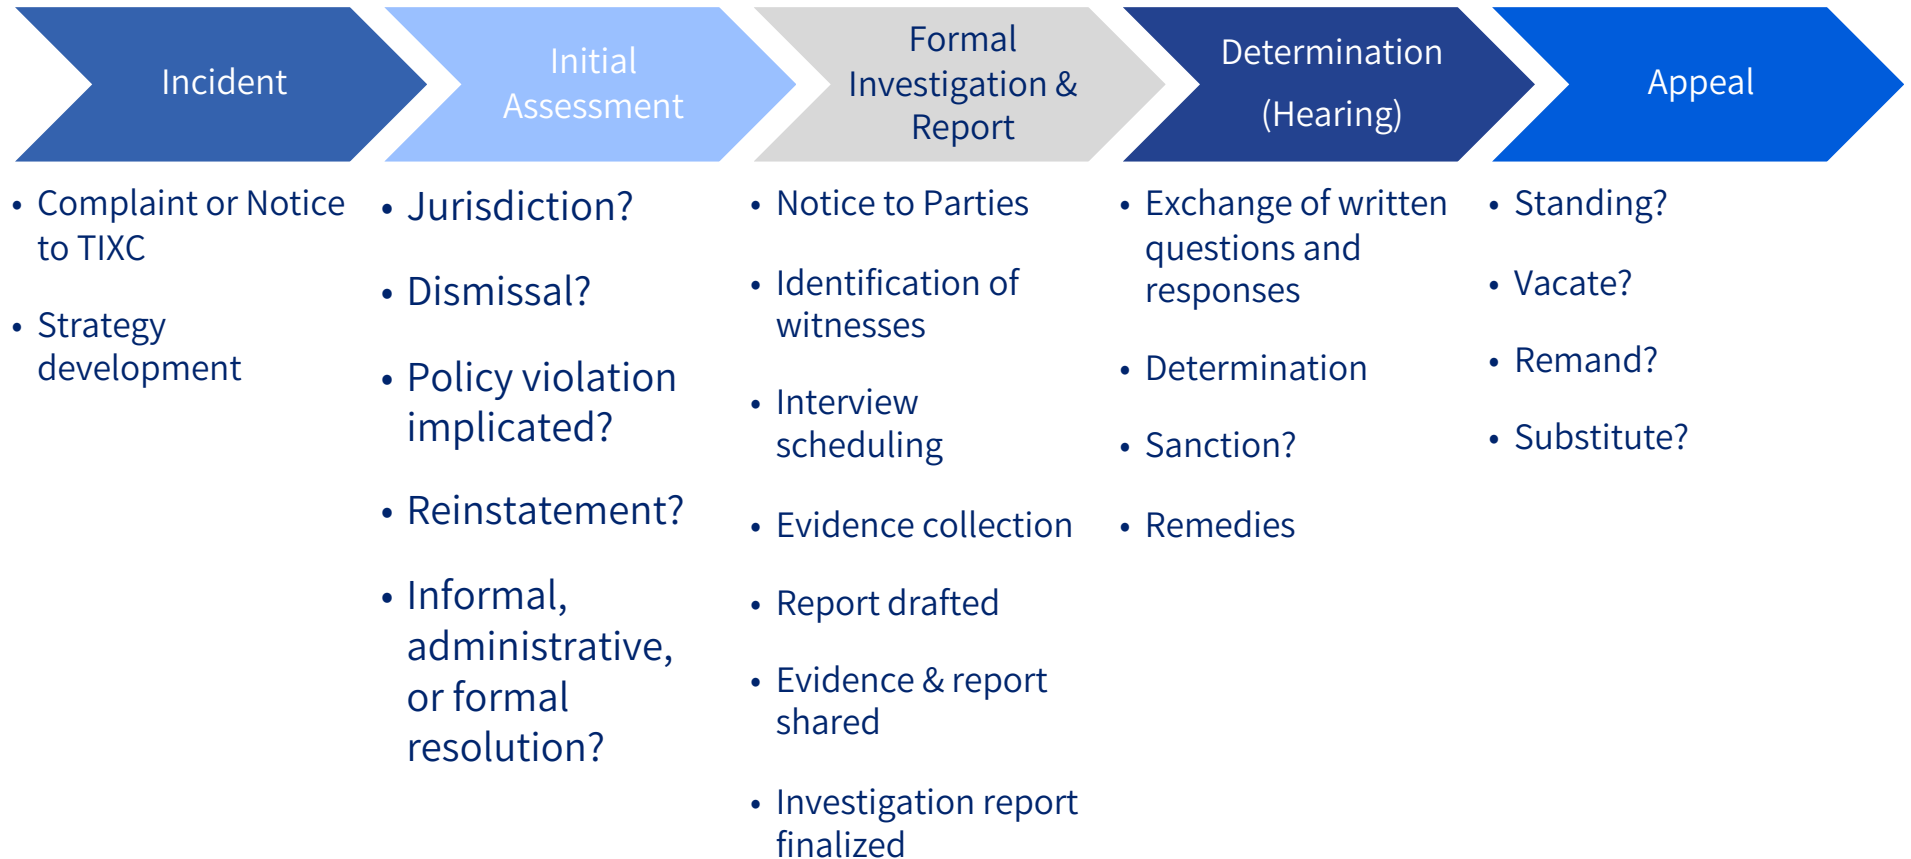 Incident
Initial
Assessment
Formal
Investigation &
Report
Determination
(Hearing)
Appeal
• Complaint or Notice
to TIXC
• Strategy
development
• Jurisdiction?
• Dismissal?
• Policy violation
implicated?
• Reinstatement?
• Informal,
administrative,
or formal
resolution?
• Notice to Parties
• Identification of
witnesses
• Interview
scheduling
• Evidence collection
• Report drafted
• Evidence & report
shared
• Investigation report
finalized
• Exchange of written
questions and
responses
• Determination
• Sanction?
• Remedies
• Standing?
• Vacate?
• Remand?
• Substitute?